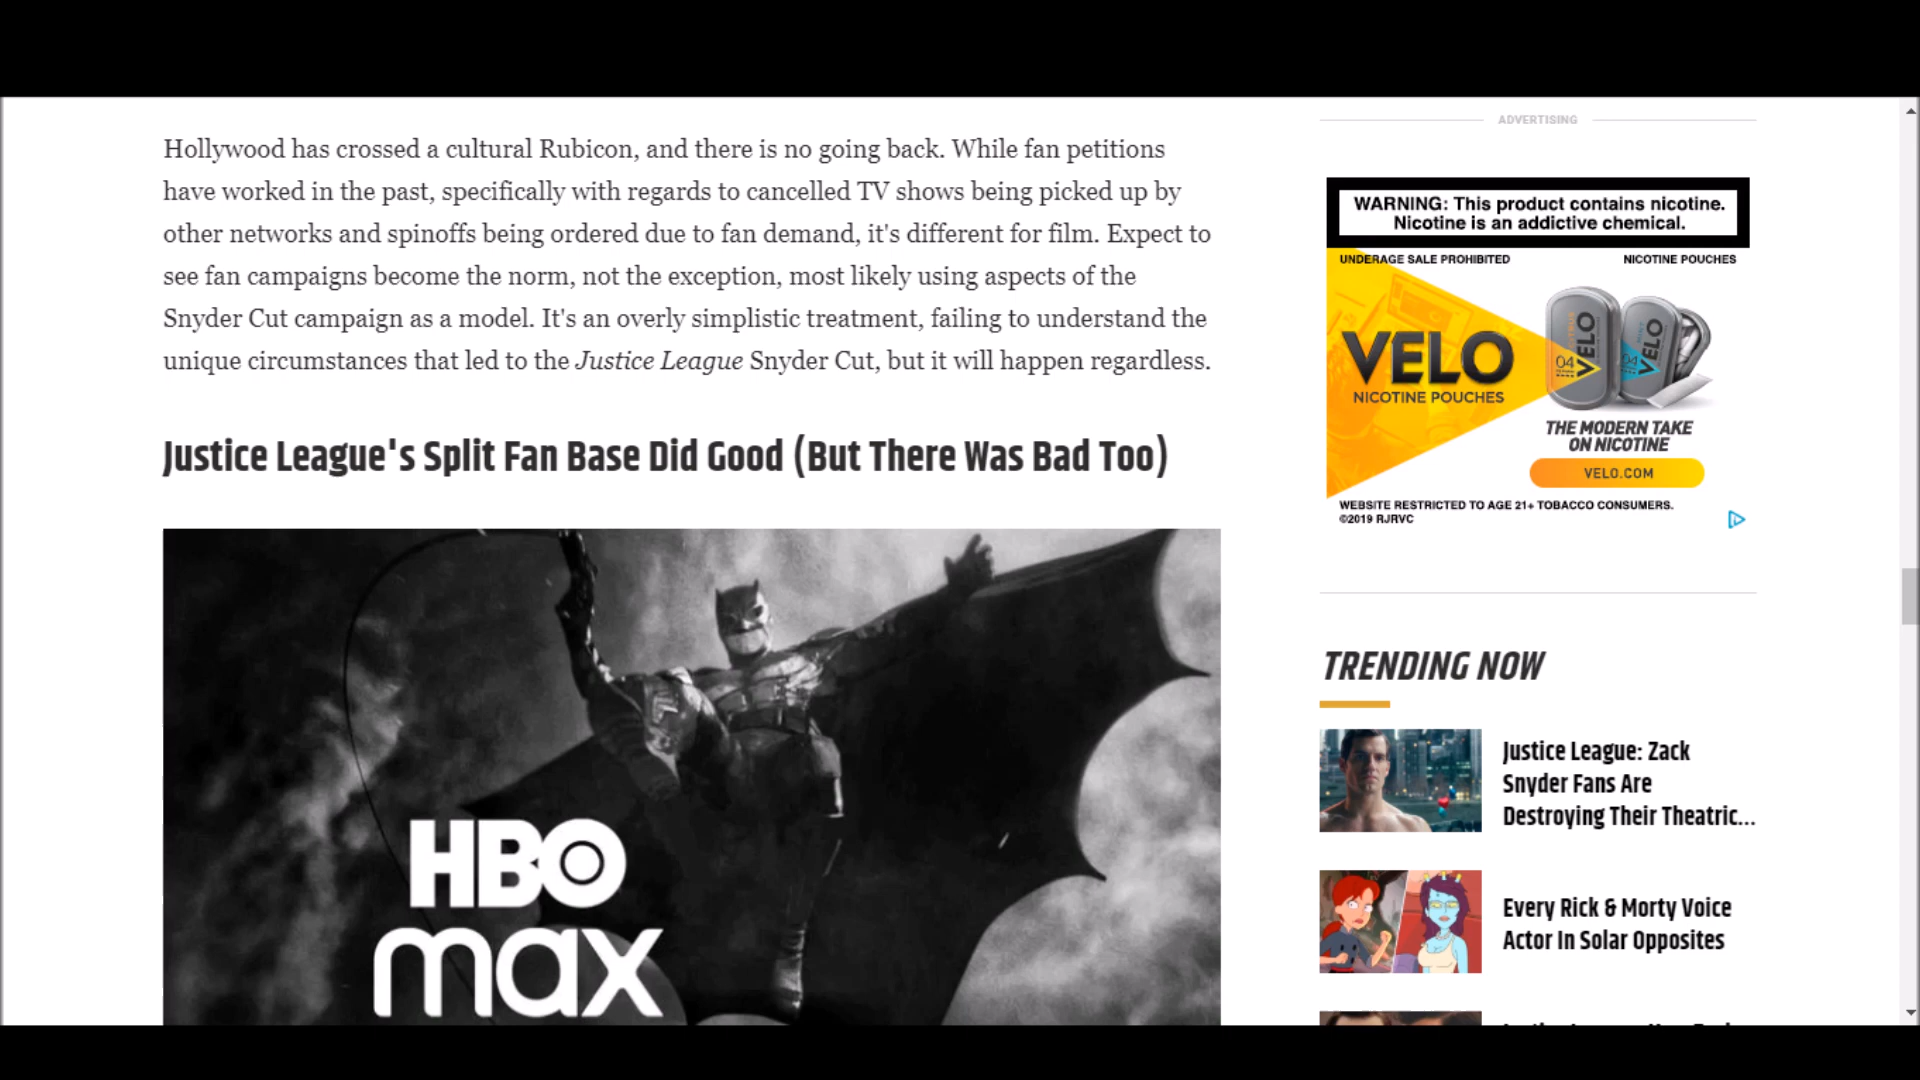 Hollywood has crossed a cultural Rubicon, and there is no going back. While fan petitions
have worked in the past, specifically with regards to cancelled TV shows being picked up by
other networks and spinoffs being ordered due to fan demand, it's different for film. Expect to
see fan campaigns become the norm, not the exception, most likely using aspects of the
Snyder Cut campaign as a model. It's an overly simplistic treatment, failing to understand the
unique circumstances that led to the Justice League Snyder Cut, but it will happen regardless.
Justice League's Split Fan Base Did Good (But There Was Bad Too)
HBO
max
ADVERTISING
WARNING: This product contains nicotine.
Nicotine is an addictive chemical.
UNDERAGE SALE PROHIBITED NICOTINE POUCHES
VELO
NICOTINE POUCHES
04
VELO
04
VELO
THE MODERN TAKE
ON NICOTINE
VELO.COM
WEBSITE RESTRICTED TO AGE 21+ TOBACCO CONSUMERS.
©2019 RJRVC
TRENDING NOW
Justice League: Zack
Snyder Fans Are
Destroying Their Theatric...
Every Rick & Morty Voice
Actor In Solar Opposites